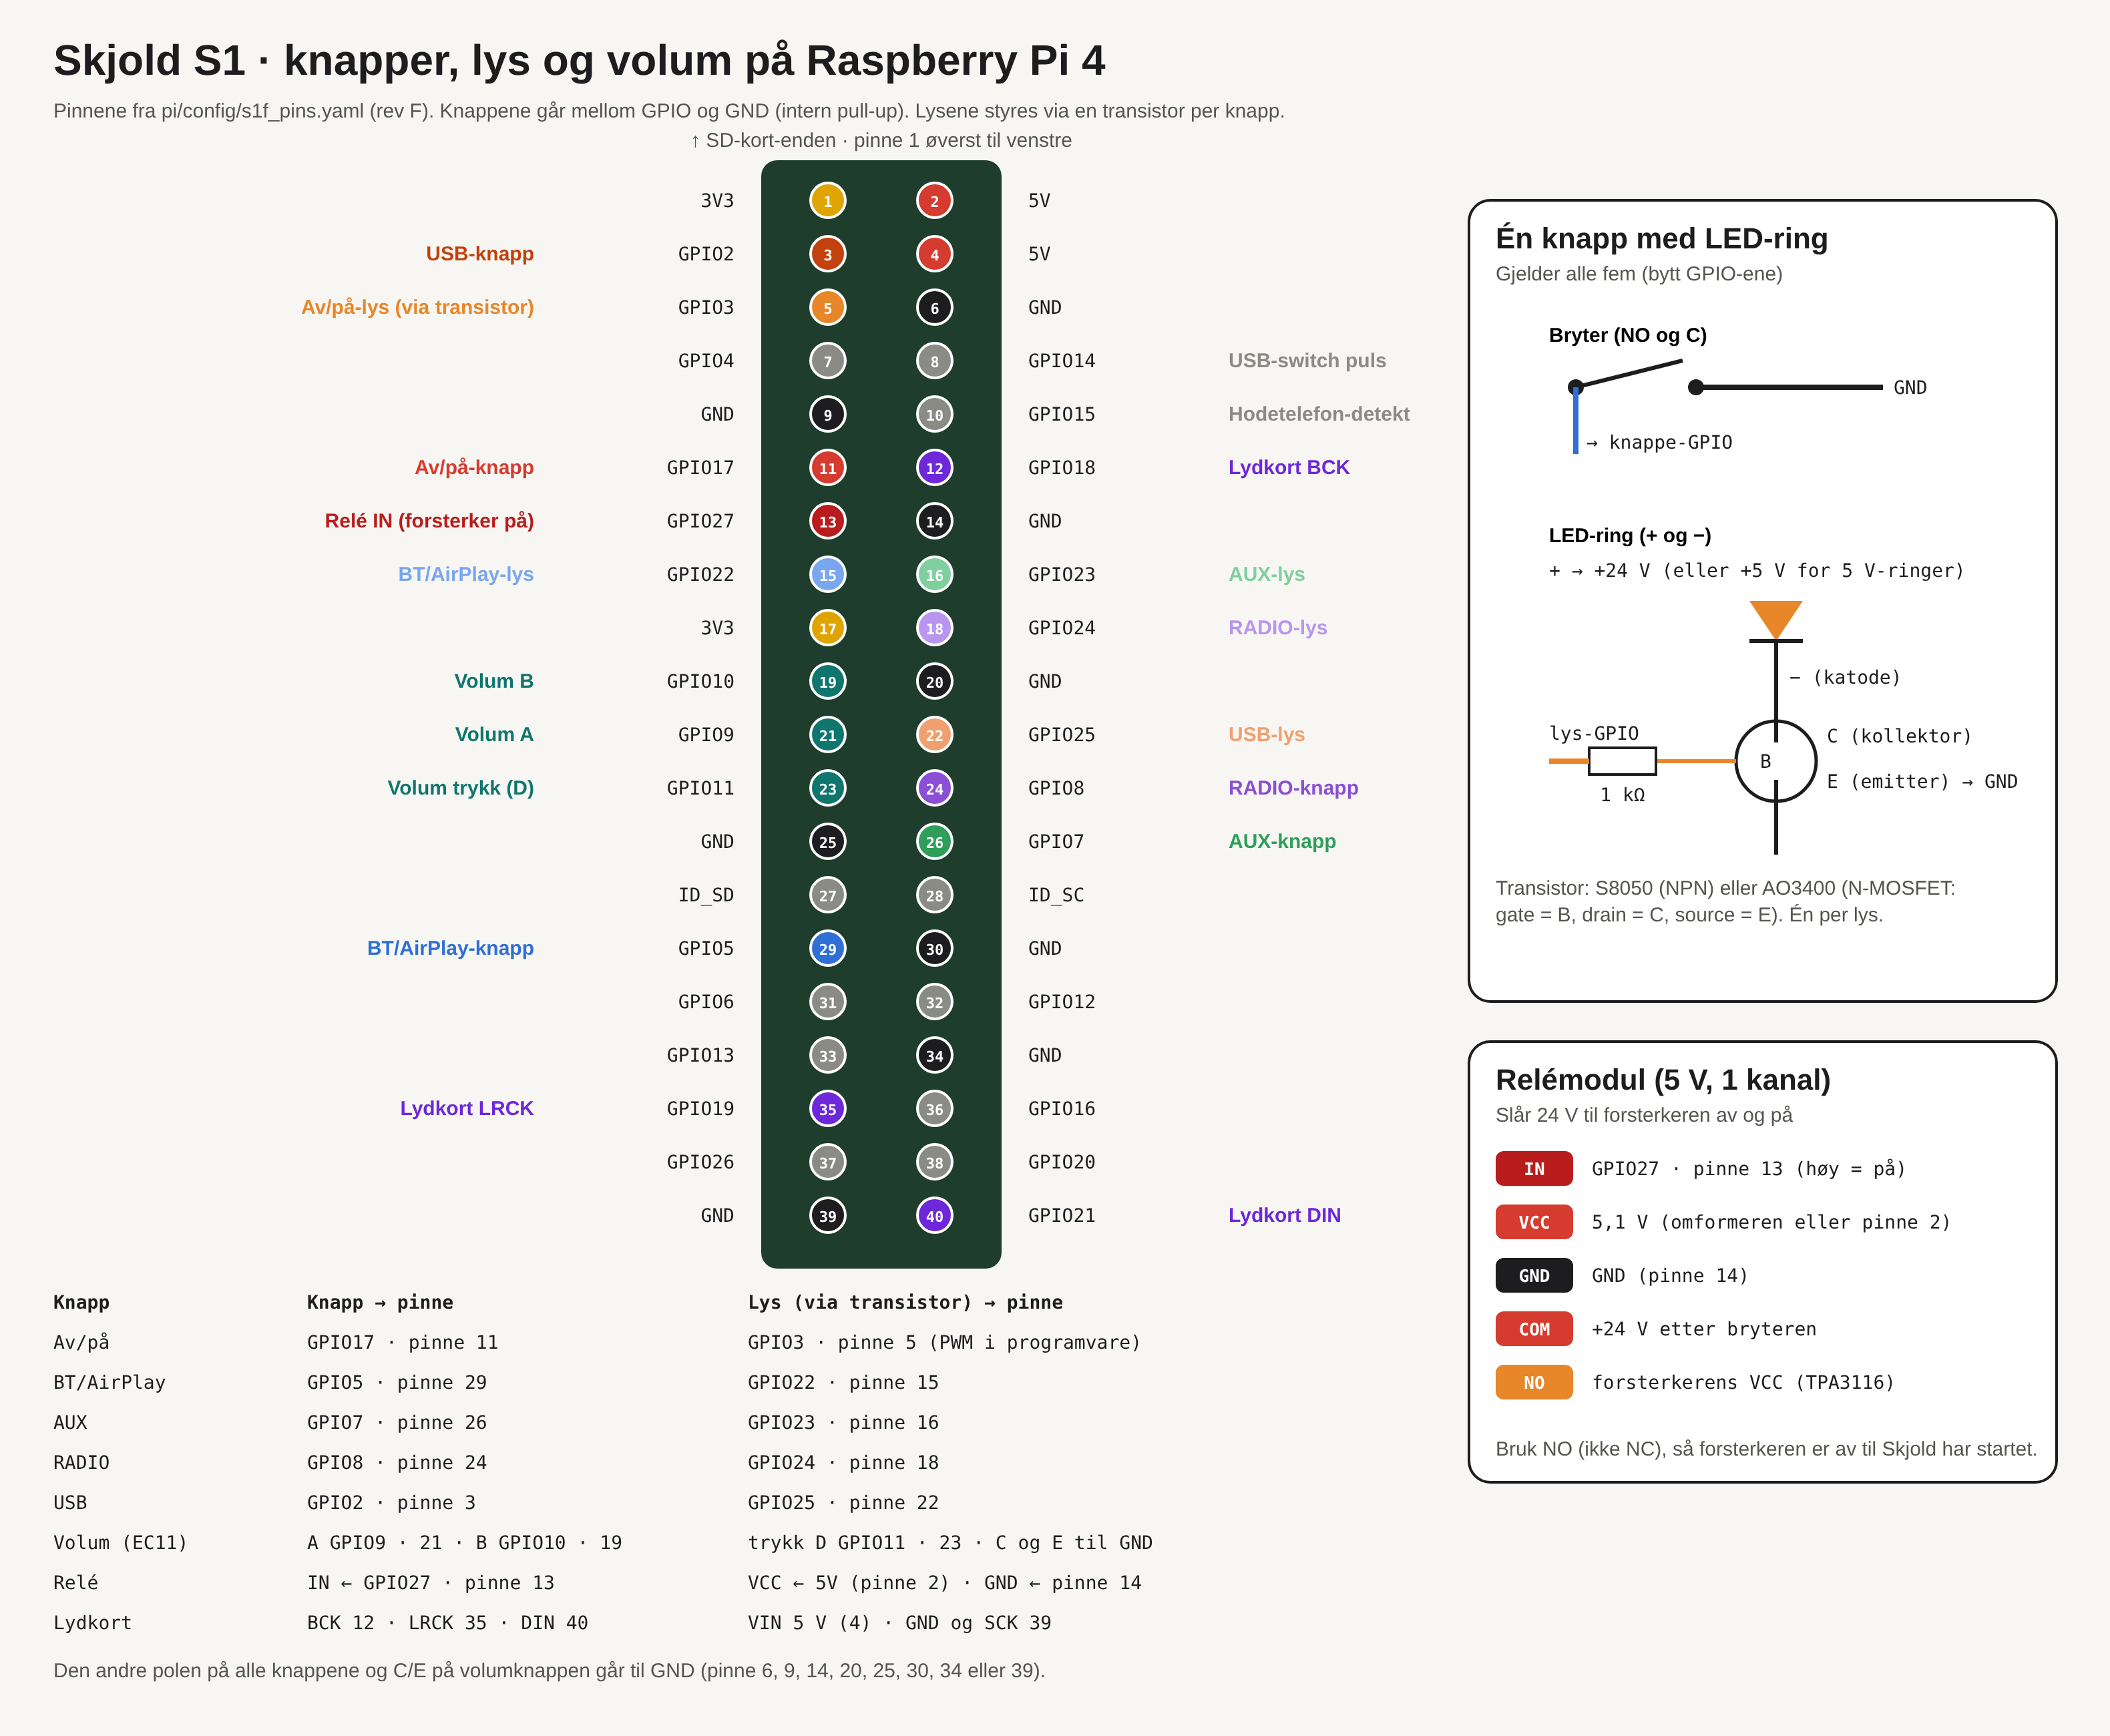 Skjold S1 · knapper, lys og volum på Raspberry Pi 4
Pinnene fra pi/config/s1f_pins.yaml (rev F). Knappene går mellom GPIO og GND (intern pull-up). Lysene styres via en transistor per knapp.
↑ SD-kort-enden · pinne 1 øverst til venstre
3V3 1 2 5V
USB-knapp GPIO2 3 4 5V
Av/på-lys (via transistor) GPIO3 5 6 GND
GPIO4 7 8 GPIO14 USB-switch puls
GND 9 10 GPIO15 Hodetelefon-detekt
Av/på-knapp GPIO17 11 12 GPIO18 Lydkort BCK
Relé IN (forsterker på) GPIO27 13 14 GND
BT/AirPlay-lys GPIO22 15 16 GPIO23 AUX-lys
3V3 17 18 GPIO24 RADIO-lys
Volum B GPIO10 19 20 GND
Volum A GPIO9 21 22 GPIO25 USB-lys
Volum trykk (D) GPIO11 23 24 GPIO8 RADIO-knapp
GND 25 26 GPIO7 AUX-knapp
ID_SD 27 28 ID_SC
BT/AirPlay-knapp GPIO5 29 30 GND
GPIO6 31 32 GPIO12
GPIO13 33 34 GND
Lydkort LRCK GPIO19 35 36 GPIO16
GPIO26 37 38 GPIO20
GND 39 40 GPIO21 Lydkort DIN
Én knapp med LED-ring
Gjelder alle fem (bytt GPIO-ene)
Bryter (NO og C)
GND
→ knappe-GPIO
LED-ring (+ og −)
+ → +24 V (eller +5 V for 5 V-ringer)
− (katode)
lys-GPIO
C (kollektor)
B
E (emitter) → GND
1 kΩ
Transistor: S8050 (NPN) eller AO3400 (N-MOSFET:
gate = B, drain = C, source = E). Én per lys.
Relémodul (5 V, 1 kanal)
Slår 24 V til forsterkeren av og på
IN GPIO27 · pinne 13 (høy = på)
VCC 5,1 V (omformeren eller pinne 2)
GND GND (pinne 14)
COM +24 V etter bryteren
NO forsterkerens VCC (TPA3116)
Bruk NO (ikke NC), så forsterkeren er av til Skjold har startet.
Knapp Knapp → pinne Lys (via transistor) → pinne
Av/på GPIO17 · pinne 11 GPIO3 · pinne 5 (PWM i programvare)
BT/AirPlay GPIO5 · pinne 29 GPIO22 · pinne 15
AUX GPIO7 · pinne 26 GPIO23 · pinne 16
RADIO GPIO8 · pinne 24 GPIO24 · pinne 18
USB GPIO2 · pinne 3 GPIO25 · pinne 22
Volum (EC11) A GPIO9 · 21 · B GPIO10 · 19 trykk D GPIO11 · 23 · C og E til GND
Relé IN ← GPIO27 · pinne 13 VCC ← 5V (pinne 2) · GND ← pinne 14
Lydkort BCK 12 · LRCK 35 · DIN 40 VIN 5 V (4) · GND og SCK 39
Den andre polen på alle knappene og C/E på volumknappen går til GND (pinne 6, 9, 14, 20, 25, 30, 34 eller 39).